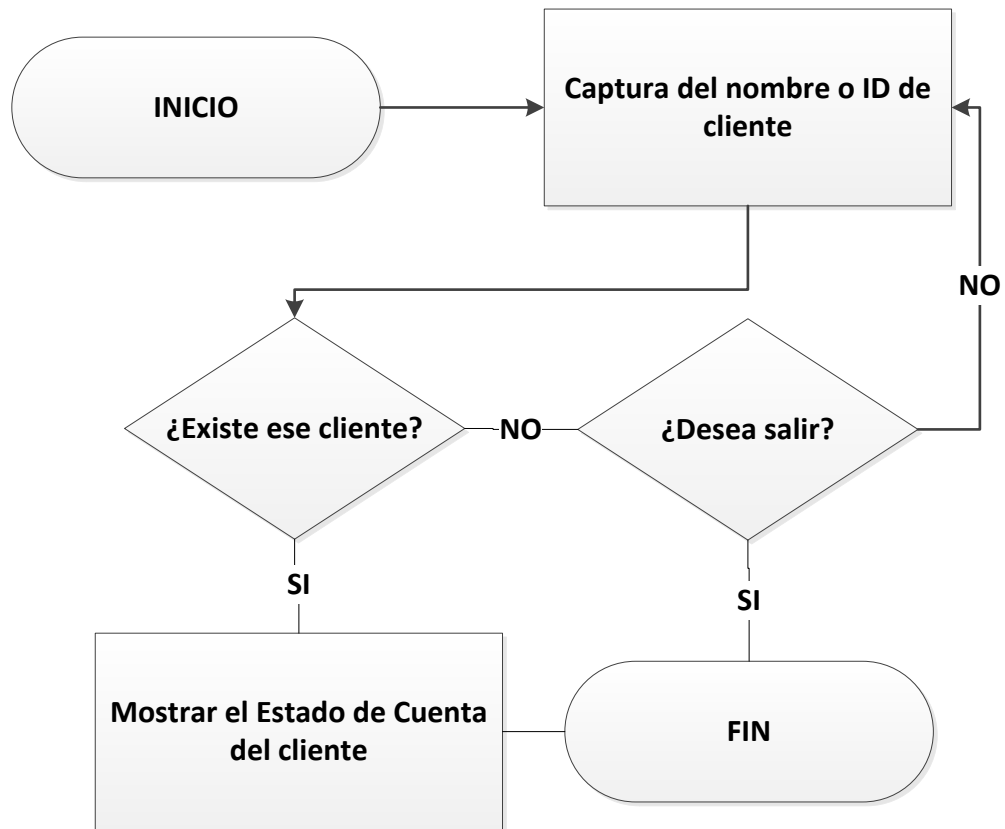 INICIO
Captura del nombre o ID de
cliente
NO
¿Existe ese cliente?
NO
¿Desea salir?
SI
SI
Mostrar el Estado de Cuenta
del cliente
FIN